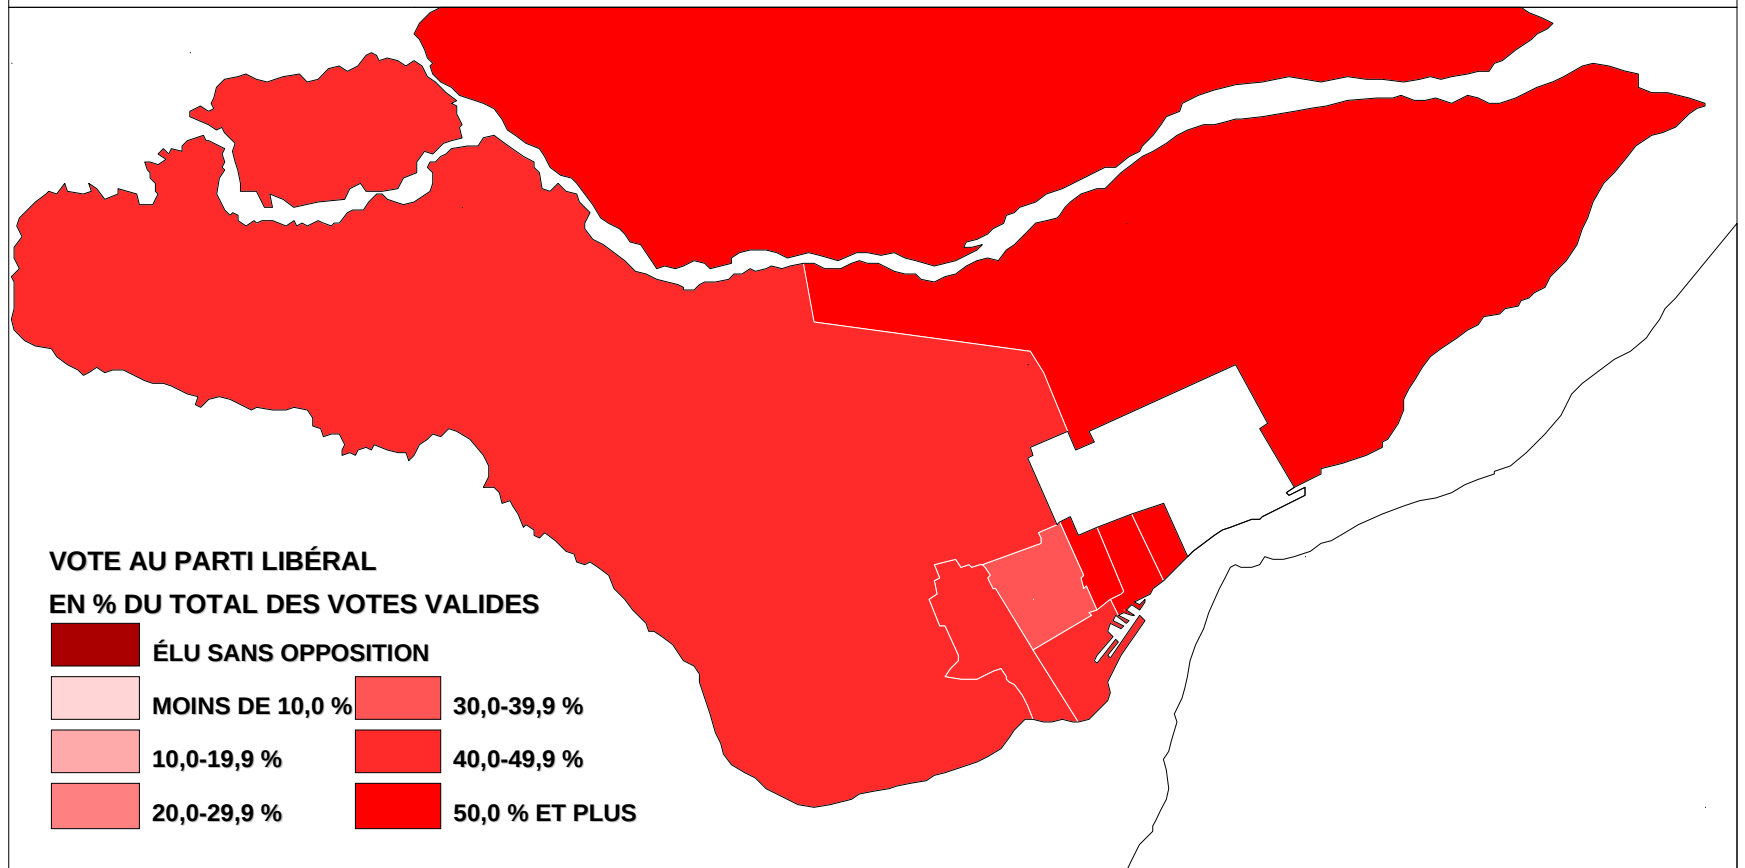 VOTE AU PARTI LIBÉRAL
EN % DU TOTAL DES VOTES VALIDES
ÉLU SANS OPPOSITION
MOINS DE 10,0 %
30,0-39,9 %
10,0-19,9 %
40,0-49,9 %
20,0-29,9 %
50,0 % ET PLUS